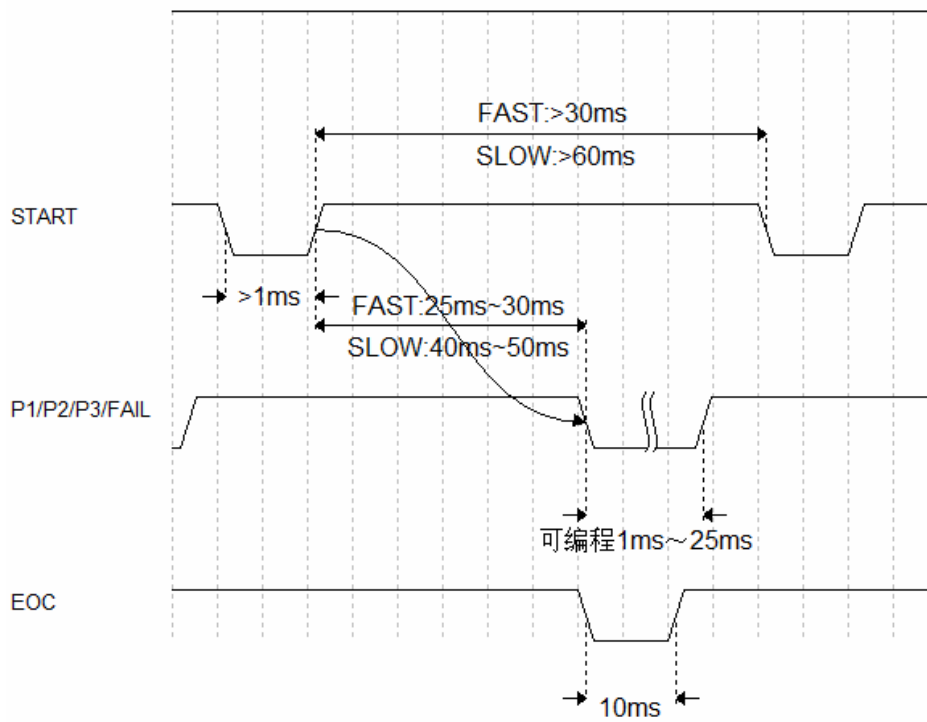 FAST:>30ms
SLOW:>60ms
START
>1ms
FAST:25ms~30ms
SLOW:40ms~50ms
P1/P2/P3/FAIL
可编程1ms～25ms
EOC
10ms